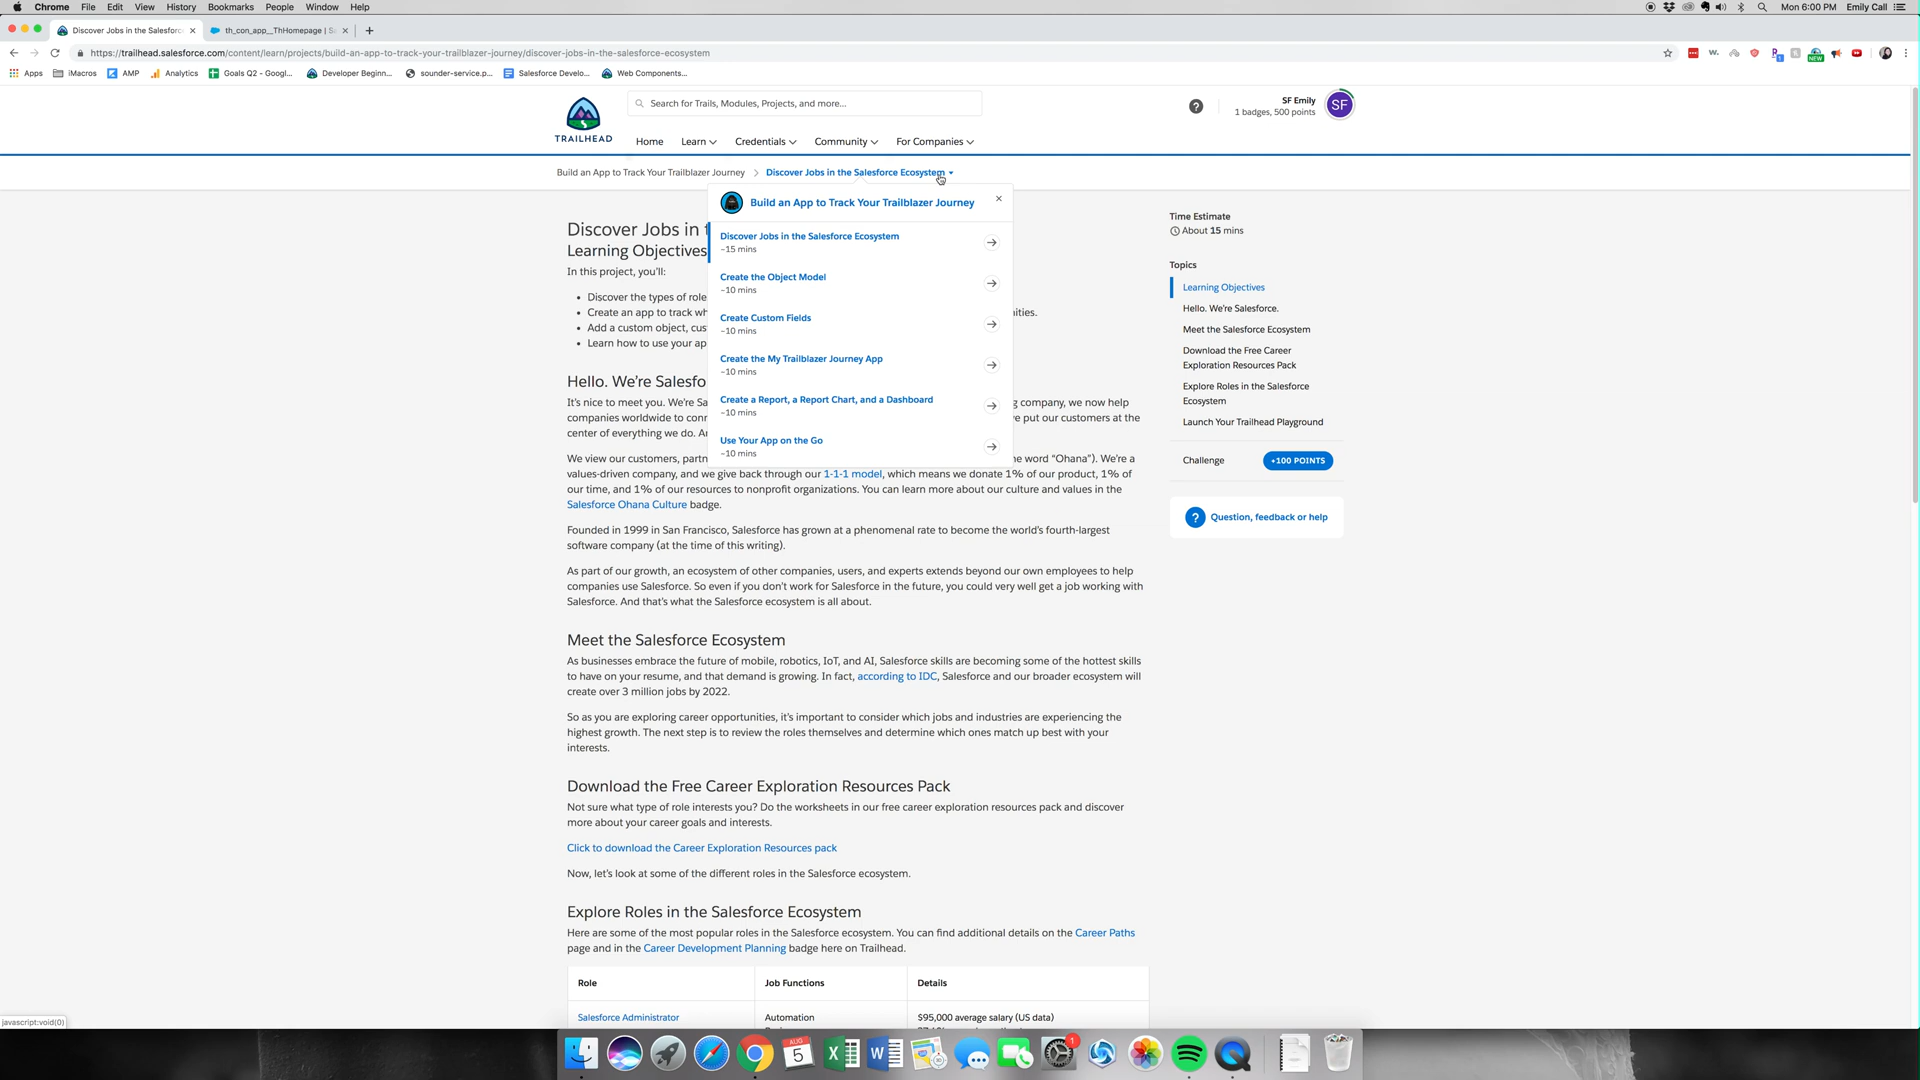 Chrome File Edit View History Bookmarks People Window Help
Mon 6:00 PM Emily Call
Discover Jobs in the Salesforc
th_con_app__ThHomepage | S
https://trailhead.salesforce.com/content/learn/projects/build-an-app-to-track-your-trailblazer-journey/discover-jobs-in-the-salesforce-ecosystem
Apps iMacros AMP Analytics Goals Q2 - Googl... Developer Beginn... sounder-service.p... Salesforce Develo... Web Components...
NEW
TRAILHEAD
Search for Trails, Modules, Projects, and more...
SF Emily
1 badges, 500 points
SF
Home Learn Credentials Community For Companies
Build an App to Track Your Trailblazer Journey > Discover Jobs in the Salesforce Ecosystem
Build an App to Track Your Trailblazer Journey
Discover Jobs in the Salesforce Ecosystem
~15 mins
Create the Object Model
~10 mins
Create Custom Fields
~10 mins
Create the My Trailblazer Journey App
~10 mins
Create a Report, a Report Chart, and a Dashboard
~10 mins
Use Your App on the Go
~10 mins
Discover Jobs in t
Learning Objectives
In this project, you'll:
Discover the types of role
Create an app to track wh
ities.
Add a custom object, cus
Learn how to use your ap
Hello. We're Salesfo
It's nice to meet you. We're Sa
g company, we now help
companies worldwide to conn
e put our customers at the
center of everything we do. Ar
We view our customers, partn
he word “Ohana”). We're a
values-driven company, and we give back through our 1-1-1 model, which means we donate 1% of our product, 1% of
our time, and 1% of our resources to nonprofit organizations. You can learn more about our culture and values in the
Salesforce Ohana Culture badge.
Founded in 1999 in San Francisco, Salesforce has grown at a phenomenal rate to become the world's fourth-largest
software company (at the time of this writing).
As part of our growth, an ecosystem of other companies, users, and experts extends beyond our own employees to help
companies use Salesforce. So even if you don't work for Salesforce in the future, you could very well get a job working with
Salesforce. And that's what the Salesforce ecosystem is all about.
Meet the Salesforce Ecosystem
As businesses embrace the future of mobile, robotics, IoT, and AI, Salesforce skills are becoming some of the hottest skills
to have on your resume, and that demand is growing. In fact, according to IDC, Salesforce and our broader ecosystem will
create over 3 million jobs by 2022.
So as you are exploring career opportunities, it's important to consider which jobs and industries are experiencing the
highest growth. The next step is to review the roles themselves and determine which ones match up best with your
interests.
Download the Free Career Exploration Resources Pack
Not sure what type of role interests you? Do the worksheets in our free career exploration resources pack and discover
more about your career goals and interests.
Click to download the Career Exploration Resources pack
Now, let's look at some of the different roles in the Salesforce ecosystem.
Explore Roles in the Salesforce Ecosystem
Here are some of the most popular roles in the Salesforce ecosystem. You can find additional details on the Career Paths
page and in the Career Development Planning badge here on Trailhead.
Role Job Functions Details
Salesforce Administrator Automation $95,000 average salary (US data)
Time Estimate
About 15 mins
Topics
Learning Objectives
Hello. We're Salesforce.
Meet the Salesforce Ecosystem
Download the Free Career
Exploration Resources Pack
Explore Roles in the Salesforce
Ecosystem
Launch Your Trailhead Playground
Challenge +100 POINTS
Question, feedback or help
javascript:void(0)
AUG
5
1